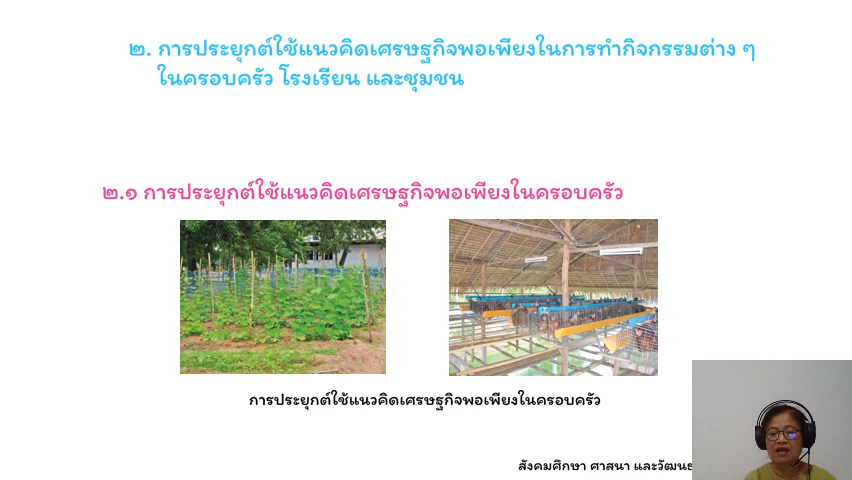 ๒. การประยุกต์ใช้แนวคิดเศรษฐกิจพอเพียงในการทำกิจกรรมต่าง ๆ
ในครอบครัว โรงเรียน และชุมชน
๒.๑ การประยุกต์ใช้แนวคิดเศรษฐกิจพอเพียงในครอบครัว
การประยุกต์ใช้แนวคิดเศรษฐกิจพอเพียงในครอบครัว
สังคมศึกษา ศาสนา